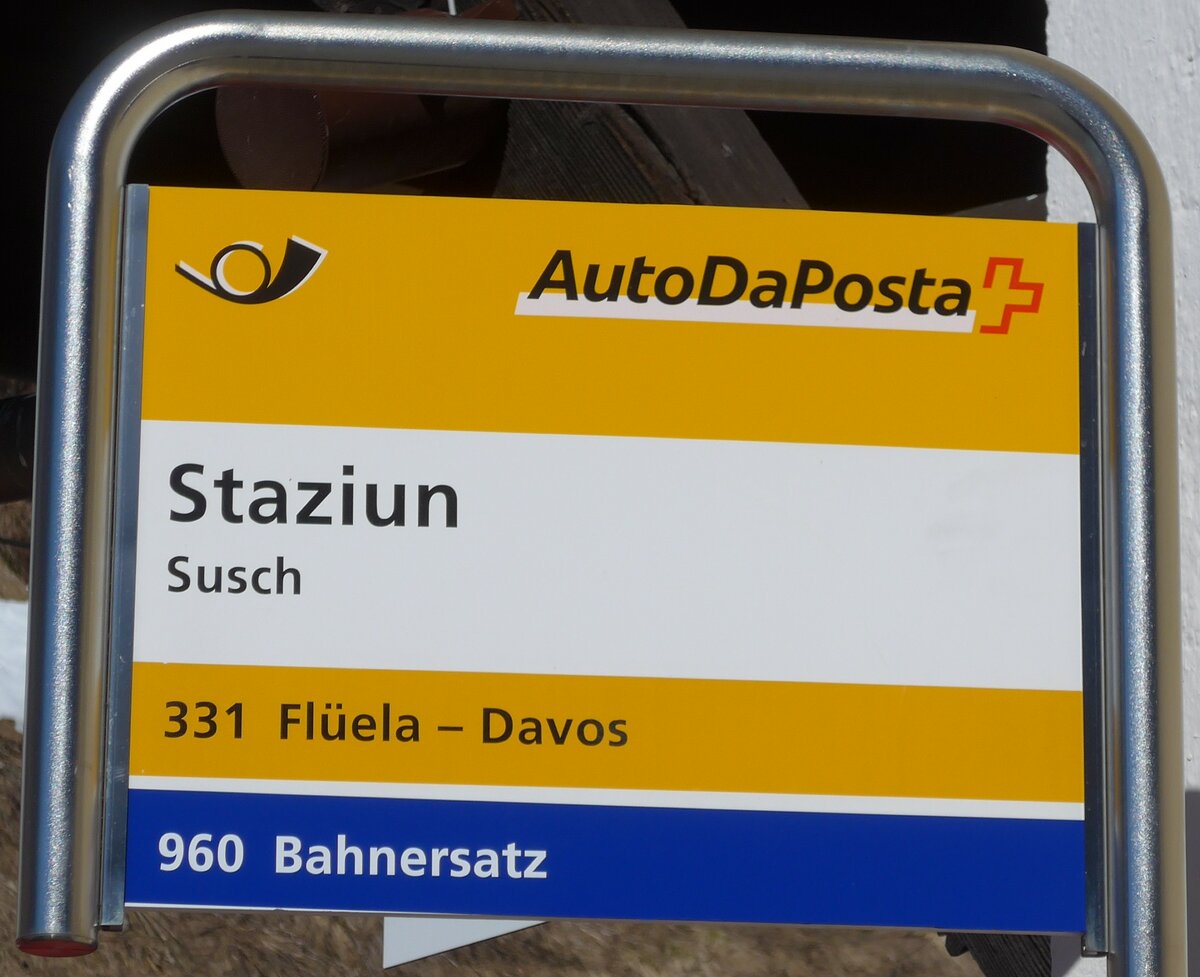 AutoDaPosta
Staziun
Susch
331 Flüela – Davos
960 Bahnersatz